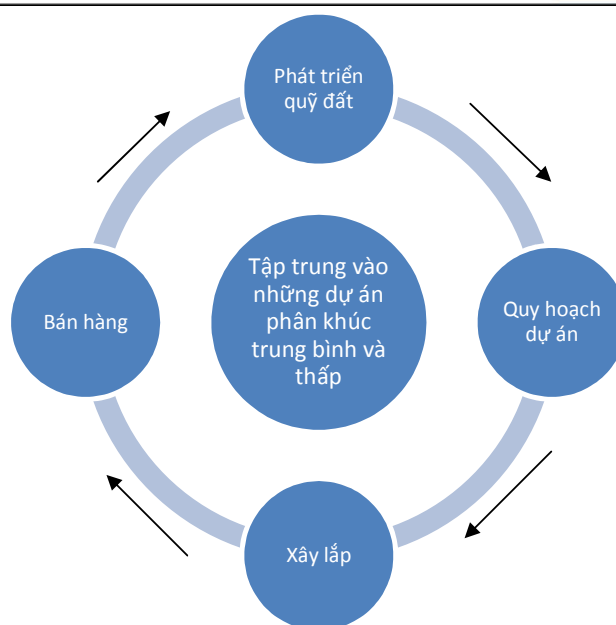 Phát triển
quỹ đất
Tập trung vào
những dự án
phân khúc
trung bình và
thấp
Bán hàng
Quy hoạch
dự án
Xây lắp